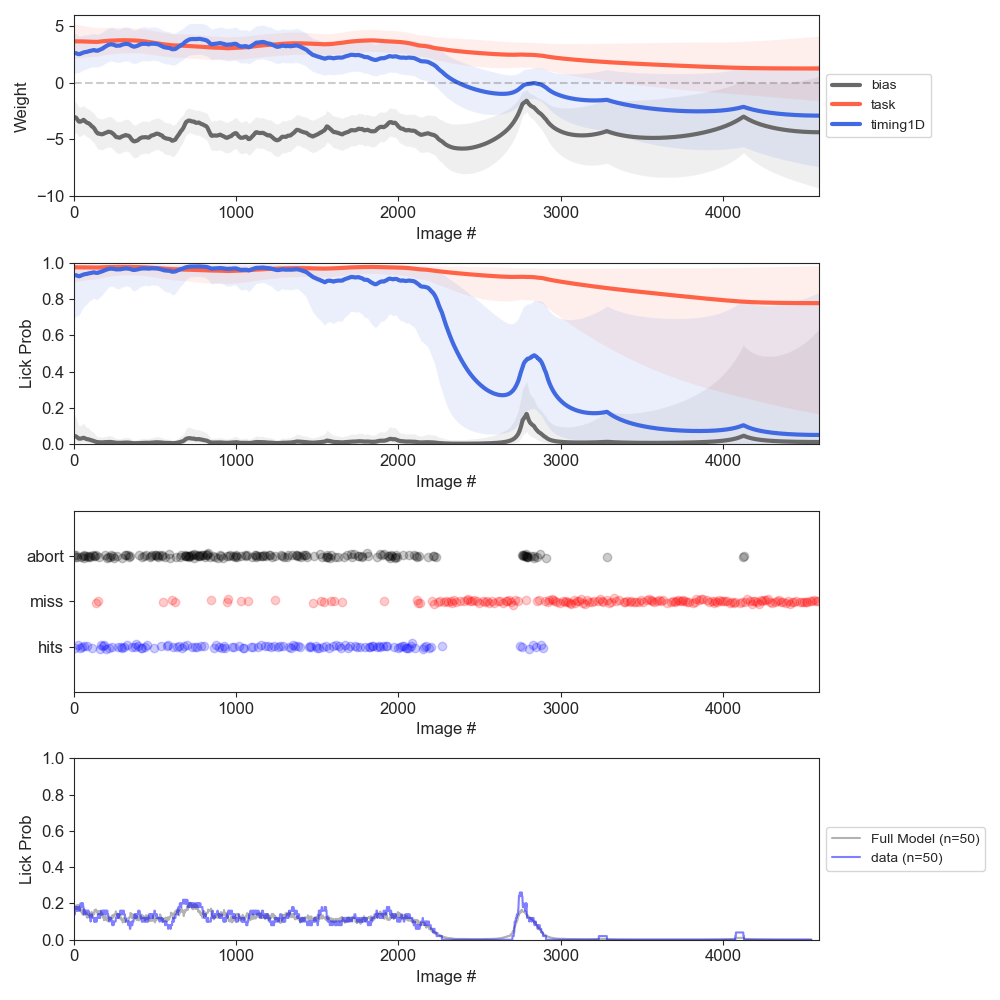 Weight
5
0
−5
−10
0 1000 2000 3000 4000
Image #
bias
task
timing1D
Lick Prob
1.0
0.8
0.6
0.4
0.2
0.0
0 1000 2000 3000 4000
Image #
abort
miss
hits
0 1000 2000 3000 4000
Image #
Lick Prob
1.0
0.8
0.6
0.4
0.2
0.0
0 1000 2000 3000 4000
Image #
Full Model (n=50)
data (n=50)